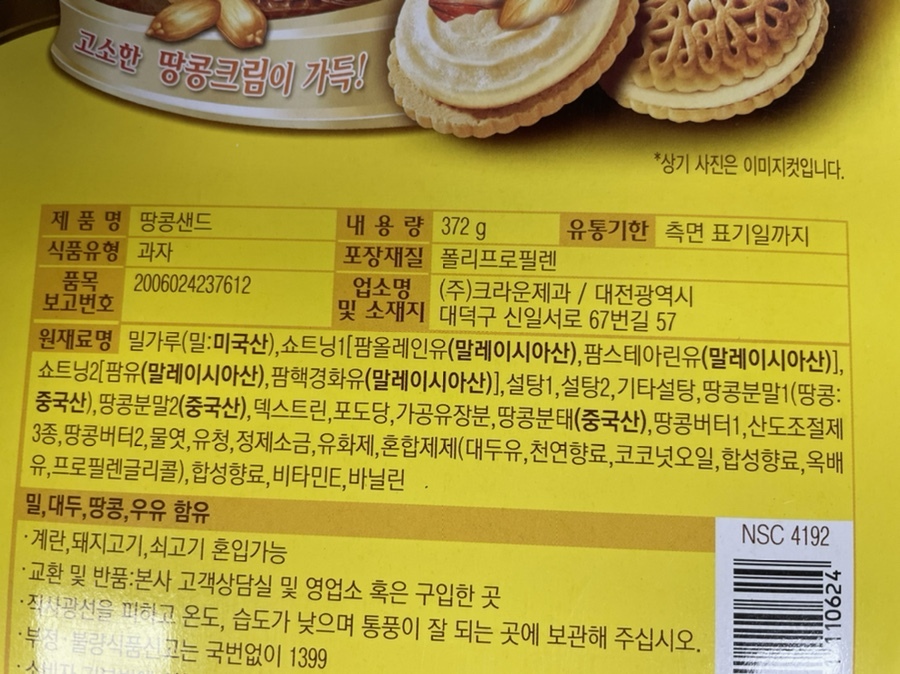 고소한 땅콩크림이 가득!
*상기 사진은 이미지컷입니다.
제 품 명 땅콩샌드 내 용 량 372 g 유통기한 측면 표기일까지
식품유형 과자 포장재질 폴리프로필렌
품목 보고번호 2006024237612 업소명 및 소재지 (주)크라운제과 / 대전광역시
대덕구 신일서로 67번길 57
원재료명 밀가루(밀:미국산),쇼트닝1[팜올레인유(말레이시아산),팜스테아린유(말레이시아산)],
쇼트닝2[팜유(말레이시아산),팜핵경화유(말레이시아산)],설탕1,설탕2,기타설탕,땅콩분말1(땅콩:
중국산),땅콩분말2(중국산),덱스트린,포도당,가공유장분,땅콩분태(중국산),땅콩버터1,산도조절제
3종,땅콩버터2,물엿,유청,정제소금,유화제,혼합제제(대두유,천연향료,코코넛오일,합성향료,옥배
유,프로필렌글리콜),합성향료,비타민E,바닐린
밀,대두,땅콩,우유 함유
NSC 4192
·계란,돼지고기,쇠고기 혼입가능
·교환 및 반품:본사 고객상담실 및 영업소 혹은 구입한 곳
·직사광선을 피하고 온도, 습도가 낮으며 통풍이 잘 되는 곳에 보관해 주십시오.
·부정·불량식품신고는 국번없이 1399
110624